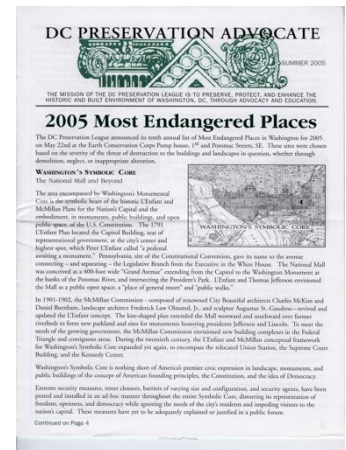 DC PRESERVATION ADVOCATE
SUMMER 2005
THE MISSION OF THE DC PRESERVATION LEAGUE IS TO PRESERVE, PROTECT, AND ENHANCE THE
HISTORIC AND BUILT ENVIRONMENT OF WASHINGTON, DC, THROUGH ADVOCACY AND EDUCATION.
2005 Most Endangered Places
The DC Preservation League announced its tenth annual list of Most Endangered Places in Washington for 2005
on May 22nd at the Earth Conservation Corps Pump house, 1st and Potomac Streets, SE. These sites were chosen
based on the severity of the threat of destruction to the buildings and landscapes in question, whether through
demolition, neglect, or inappropriate alteration.
WASHINGTON'S SYMBOLIC CORE
The National Mall and Beyond
The area encompassed by Washington's Monumental
Core is the symbolic heart of the historic L'Enfant and
McMillan Plans for the Nation's Capital and the
embodiment, in monuments, public buildings, and open
public space, of the U.S. Constitution. The 1791
L'Enfant Plan located the Capitol Building, seat of
representational government, at the city's center and
highest spot, which Peter L'Enfant called "a pedestal
awaiting a monument." Pennsylvania, site of the Constitutional Convention, gave its name to the avenue
connecting - and separating - the Legislative Branch from the Executive in the White House. The National Mall
was conceived as a 400-foot wide "Grand Avenue" extending from the Capitol to the Washington Monument at
the banks of the Potomac River, and intersecting the President's Park. L'Enfant and Thomas Jefferson envisioned
the Mall as a public open space, a "place of general resort" and "public walks."
WASHINGTON'S SYMBOLIC CORE
In 1901-1902, the McMillan Commission - composed of renowned City Beautiful architects Charles McKim and
Daniel Burnham, landscape architect Frederick Law Olmsted, Jr., and sculptor Augustus St. Gaudens—revised and
updated the L'Enfant concept. The kite-shaped plan extended the Mall westward and southward over former
riverbeds to form new parkland and sites for monuments honoring presidents Jefferson and Lincoln. To meet the
needs of the growing government, the McMillan Commission envisioned new building complexes in the Federal
Triangle and contiguous areas. During the twentieth century, the L'Enfant and McMillan conceptual framework
for Washington's Symbolic Core expanded yet again, to encompass the relocated Union Station, the Supreme Court
Building, and the Kennedy Center.
Washington's Symbolic Core is nothing short of America's premier civic expression in landscape, monuments, and
public buildings of the concept of American founding principles, the Constitution, and the idea of Democracy.
Extreme security measures, street closures, barriers of varying size and configuration, and security agents, have been
posted and installed in an ad-hoc manner throughout the entire Symbolic Core, distorting its representation of
freedom, openness, and democracy while ignoring the needs of the city's residents and impeding visitors to the
nation's capital. These measures have yet to be adequately explained or justified in a public forum.
Continued on Page 4